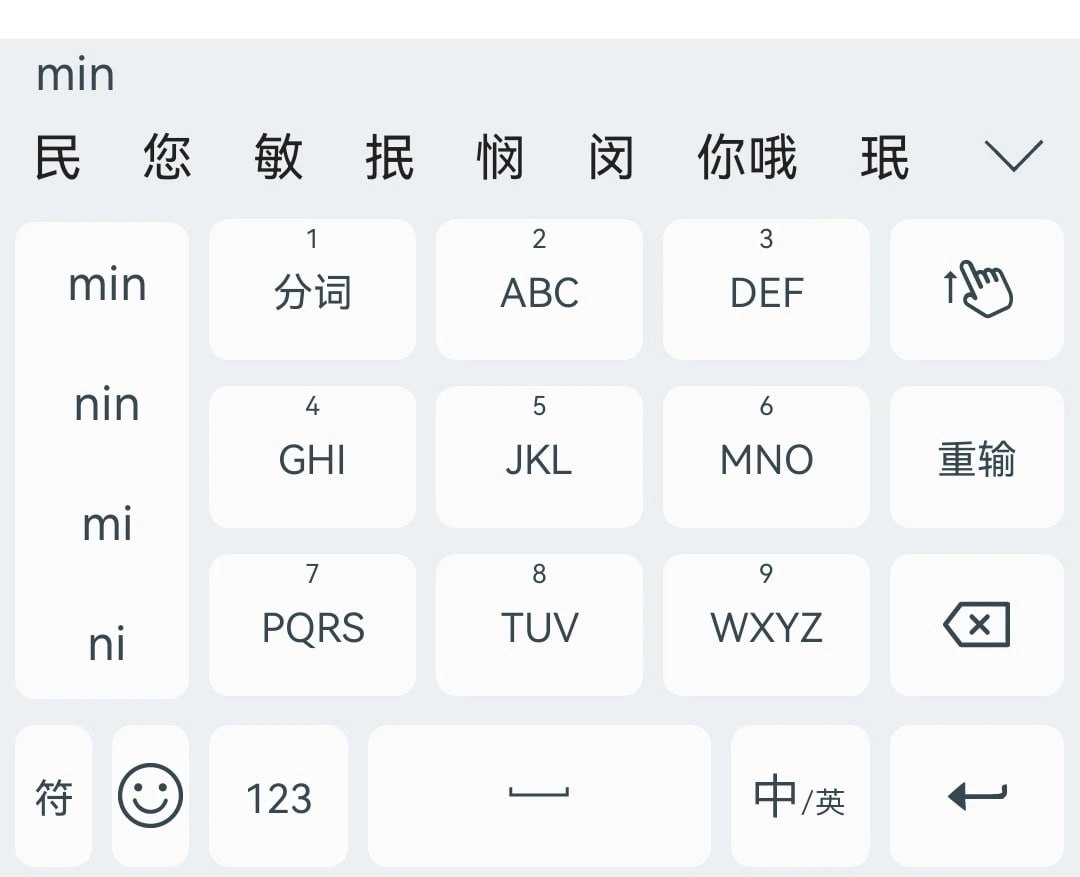 min
民 您 敏 抿 悯 闵 你哦 珉
min
nin
mi
ni
1 2 3
分词 ABC DEF
4 5 6
GHI JKL MNO 重输
7 8 9
PQRS TUV WXYZ
符 123 中/英